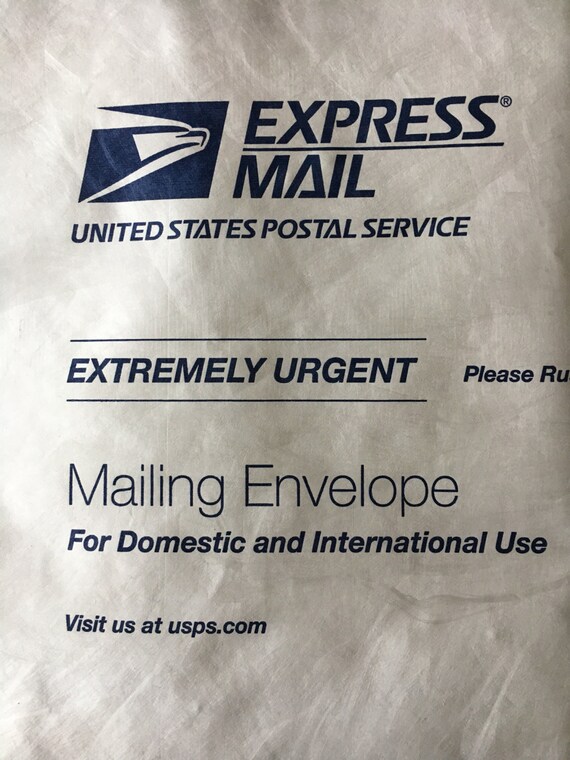 EXPRESS®
MAIL
UNITED STATES POSTAL SERVICE
EXTREMELY URGENT Please
Mailing Envelope
For Domestic and International Use
Visit us at usps.com